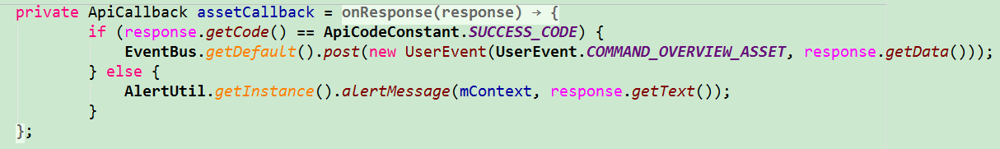 private ApiCallback assetCallback = onResponse(response) → {
if (response.getCode() == ApiCodeConstant.SUCCESS_CODE) {
EventBus.getDefault().post(new UserEvent(UserEvent.COMMAND_OVERVIEW_ASSET, response.getData()));
} else {
AlertUtil.getInstance().alertMessage(mContext, response.getText());
}
};